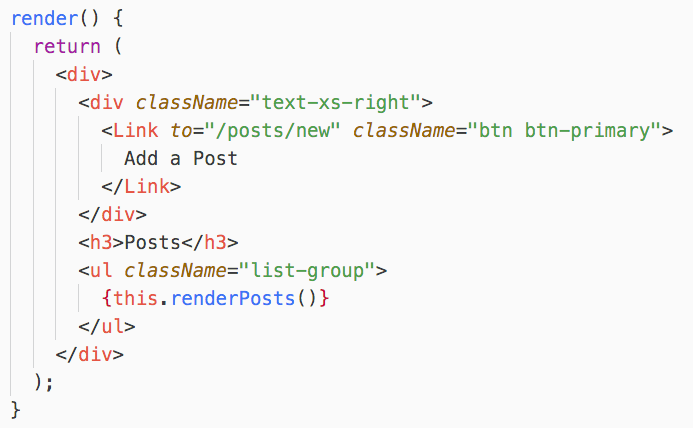 render() {
  return (
    <div>
      <div className="text-xs-right">
        <Link to="/posts/new" className="btn btn-primary">
          Add a Post
        </Link>
      </div>
      <h3>Posts</h3>
      <ul className="list-group">
        {this.renderPosts()}
      </ul>
    </div>
  );
}